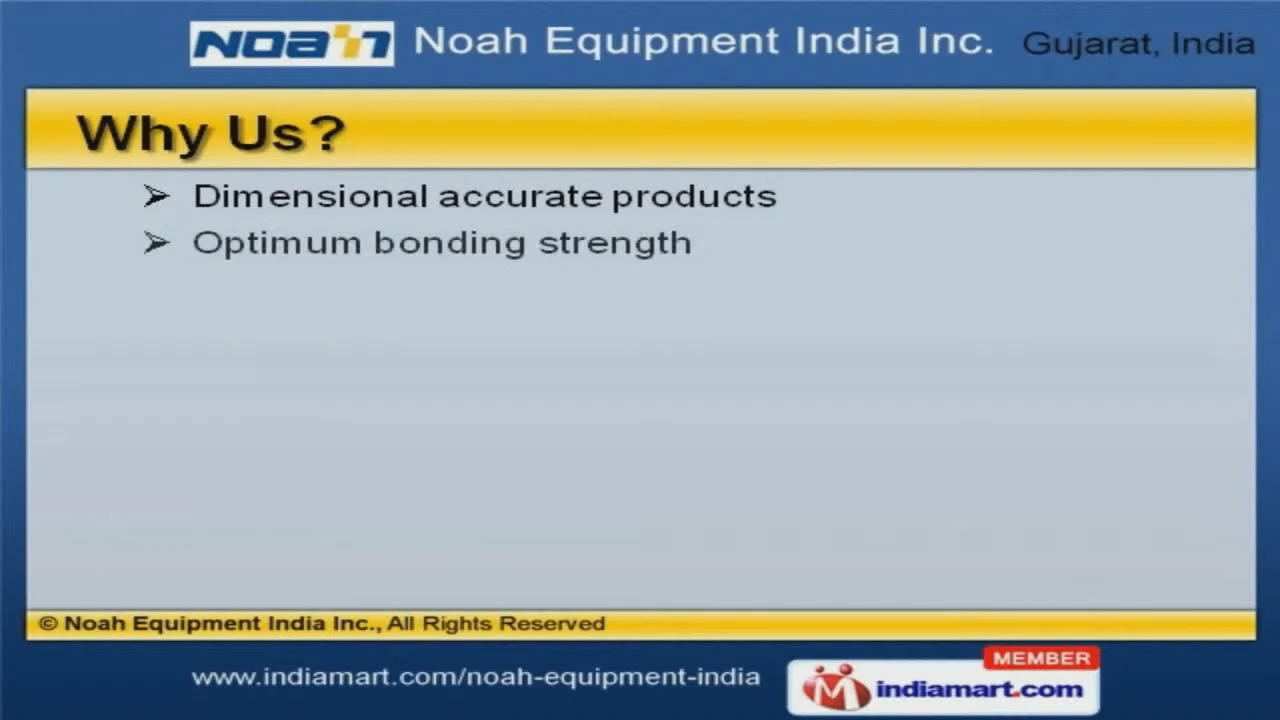 NOAH Noah Equipment India Inc. Gujarat, India
Why Us?
➢ Dimensional accurate products
➢ Optimum bonding strength
© Noah Equipment India Inc., All Rights Reserved
www.indiamart.com/noah-equipment-india
MEMBER
indiamart.com